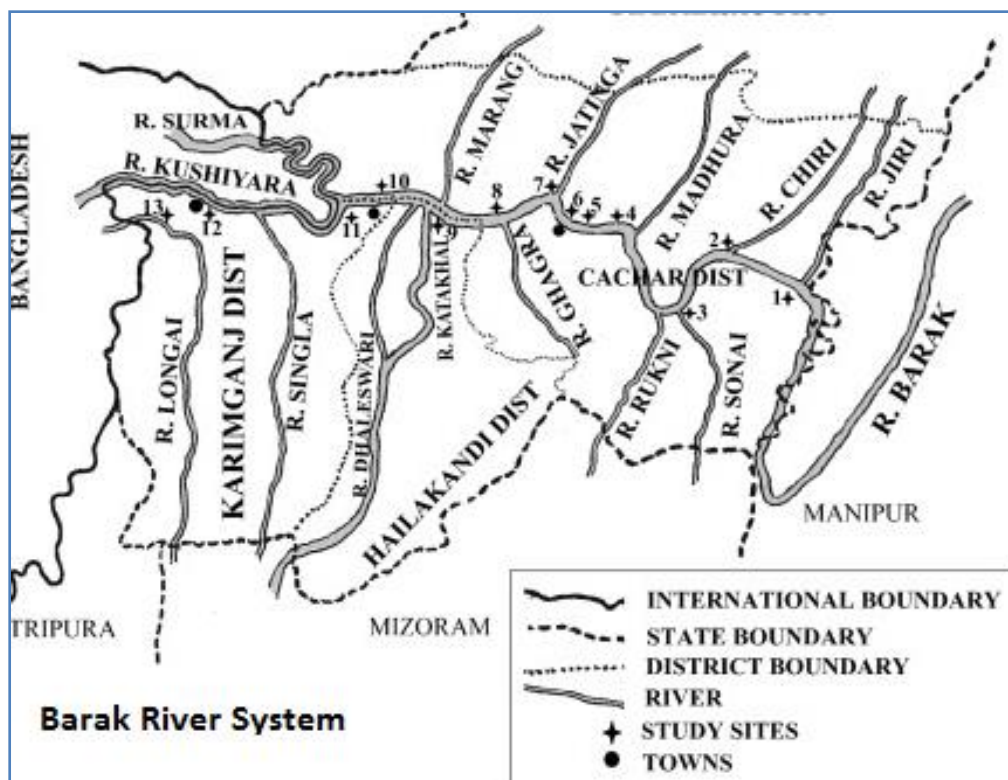 R. SURMA
R. KUSHIYARA
BANGLADESH
R. MARANG
R. JATINGA
R. MADHURA
R. CHIRI
R. JIRI
10
8
7
6
5
4
2
13
12
11
9
1
3
CACHAR DIST
R. KATAKHAL
R. GHAGRA
R. LONGAI
KARIMGANJ DIST
R. SINGLA
R. DHALESWARI
HAILAKANDI DIST
R. RUKNI
R. SONAI
R. BARAK
MANIPUR
TRIPURA
MIZORAM
INTERNATIONAL BOUNDARY
STATE BOUNDARY
DISTRICT BOUNDARY
RIVER
STUDY SITES
TOWNS
Barak River System